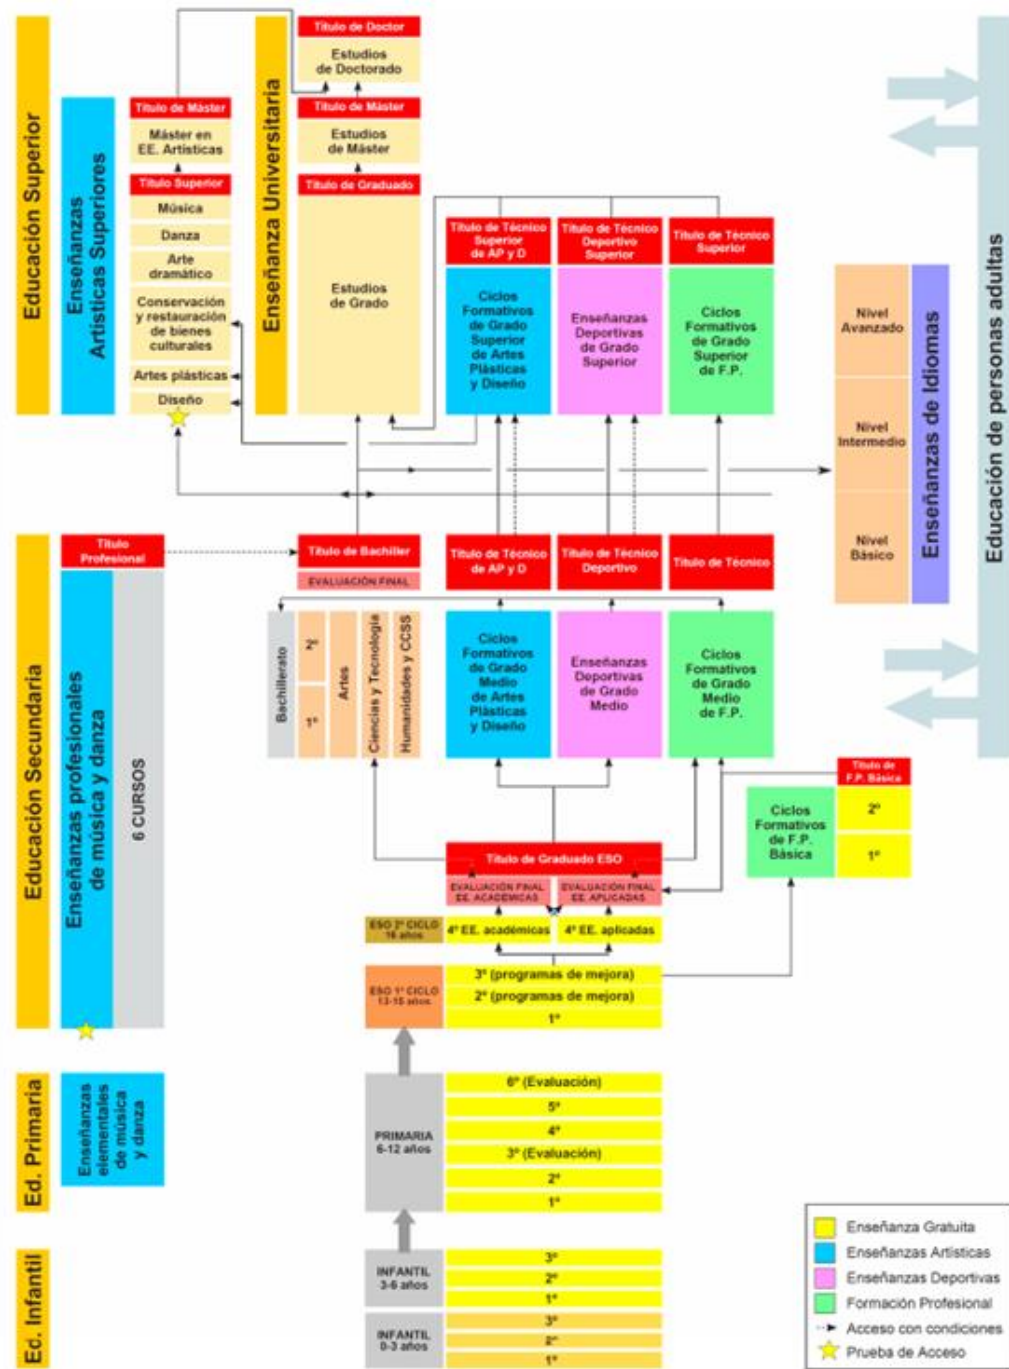 Educación Superior
Enseñanzas
Artísticas Superiores
Título de Máster
Máster en
EE. Artísticas
Título Superior
Música
Danza
Arte
dramático
Conservación
y restauración
de bienes
culturales
Artes plásticas
Diseño
Enseñanza Universitaria
Título de Doctor
Estudios
de Doctorado
Título de Máster
Estudios
de Máster
Título de Graduado
Estudios
de Grado
Título de Técnico
Superior
de AP y D
Ciclos
Formativos
de Grado
Superior
de Artes
Plásticas
y Diseño
Título de Técnico
Deportivo
Superior
Enseñanzas
Deportivas
de Grado
Superior
Título de Técnico
Superior
Ciclos
Formativos
de Grado
Superior
de F.P.
Nivel
Avanzado
Nivel
Intermedio
Nivel
Básico
Enseñanzas de Idiomas
Educación de personas adultas
Educación Secundaria
Título
Profesional
Enseñanzas profesionales
de música y danza
6 CURSOS
Título de Bachiller
EVALUACIÓN FINAL
Bachillerato
2º
1º
Artes
Ciencias y Tecnología
Humanidades y CCSS
Título de Técnico
de AP y D
Ciclos
Formativos
de Grado
Medio
de Artes
Plásticas
y Diseño
Título de Técnico
Deportivo
Enseñanzas
Deportivas
de Grado
Medio
Título de Técnico
Ciclos
Formativos
de Grado
Medio
de F.P.
Título de
F.P. Básica
Ciclos
Formativos
de F.P.
Básica
2º
1º
Título de Graduado ESO
EVALUACIÓN FINAL
EE. ACADÉMICAS
EVALUACIÓN FINAL
EE. APLICADAS
ESO 2º CICLO
16 años
4º EE. académicas
4º EE. aplicadas
ESO 1º CICLO
13-15 años
3º (programas de mejora)
2º (programas de mejora)
1º
Ed. Primaria
Enseñanzas
elementales
de música
y danza
PRIMARIA
6-12 años
6º (Evaluación)
5º
4º
3º (Evaluación)
2º
1º
Ed. Infantil
INFANTIL
3-6 años
3º
2º
1º
INFANTIL
0-3 años
3º
2º
1º
Enseñanza Gratuita
Enseñanzas Artísticas
Enseñanzas Deportivas
Formación Profesional
Acceso con condiciones
Prueba de Acceso